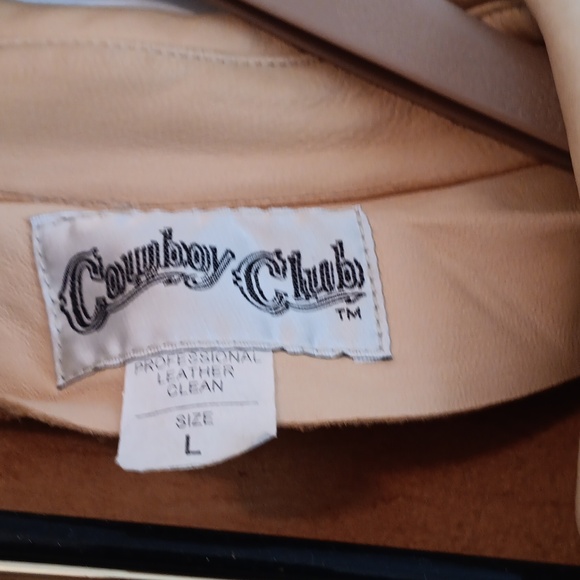 Cowboy Club
TM
PROFESSIONAL
LEATHER
CLEAN
SIZE
L